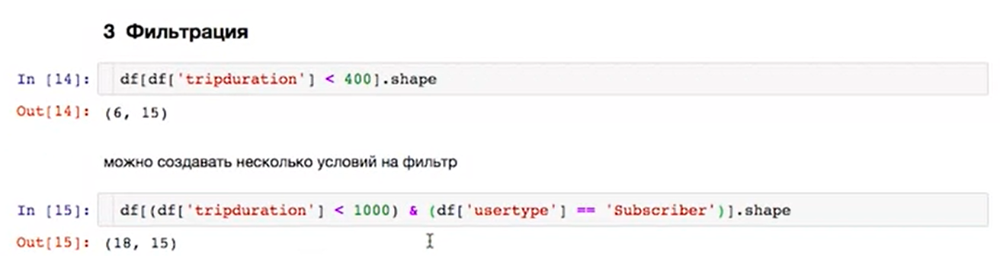 3 Фильтрация
In [14]: df[df['tripduration'] < 400].shape
Out[14]: (6, 15)
можно создавать несколько условий на фильтр
In [15]: df[(df['tripduration'] < 1000) & (df['usertype'] == 'Subscriber')].shape
Out[15]: (18, 15)